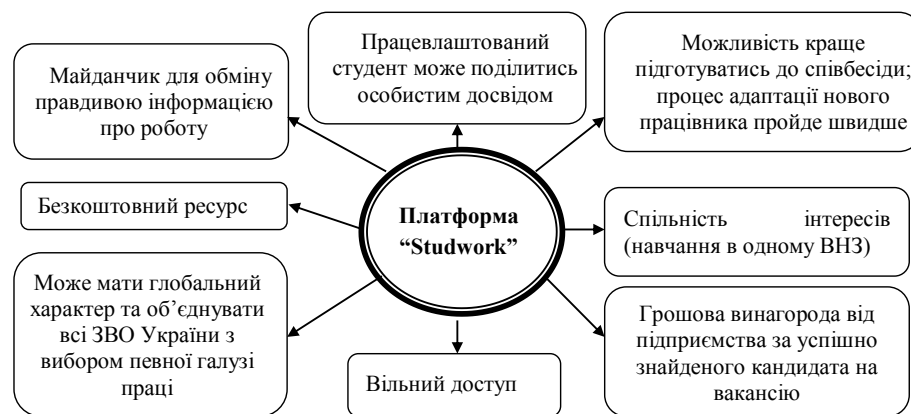 Майданчик для обміну
правдивою інформацією
про роботу
Працевлаштований
студент може поділитись
особистим досвідом
Можливість краще
підготуватись до співбесіди;
процес адаптації нового
працівника пройде швидше
Безкоштовний ресурс
Платформа
“Studwork”
Спільність інтересів
(навчання в одному ВНЗ)
Може мати глобальний
характер та об’єднувати
всі ЗВО України з
вибором певної галузі
праці
Вільний доступ
Грошова винагорода від
підприємства за успішно
знайденого кандидата на
вакансію